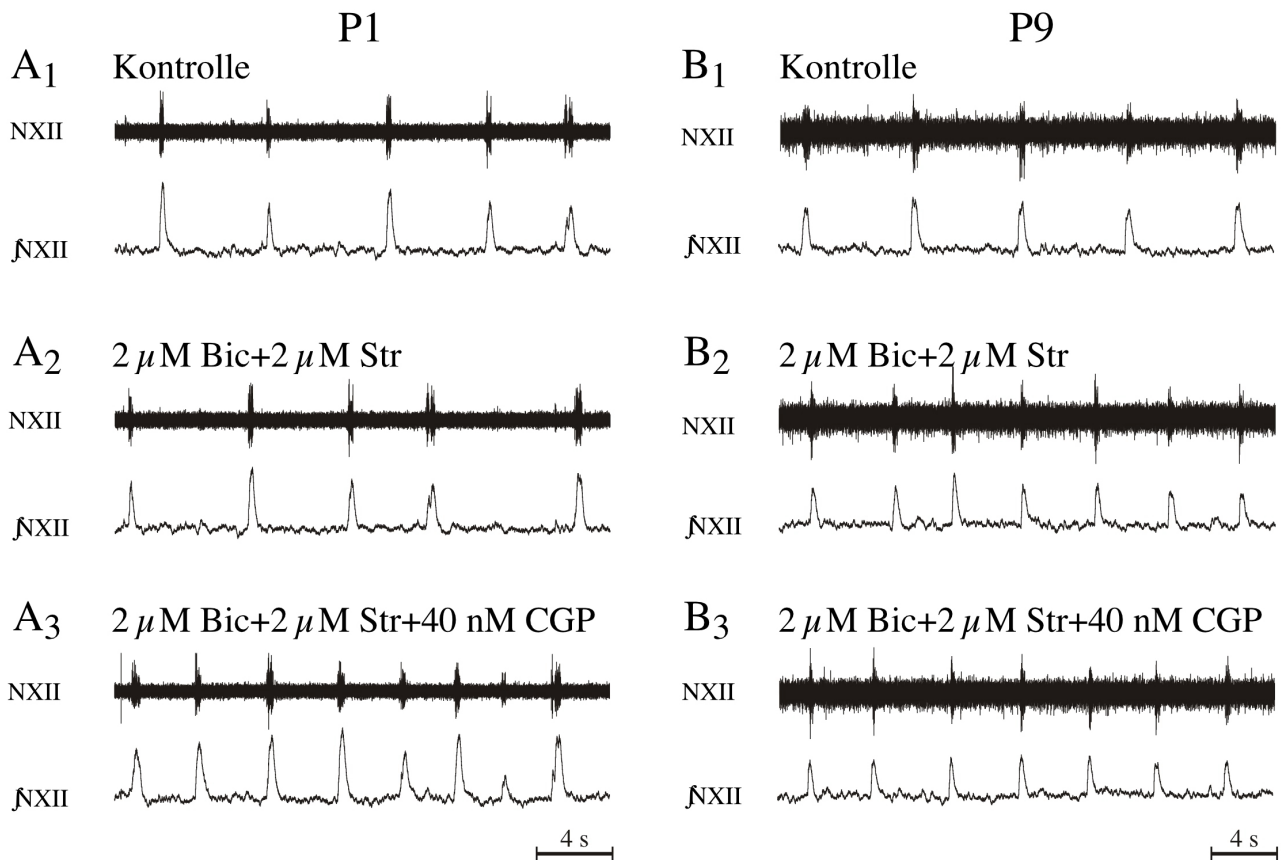 P1
P9
A1 Kontrolle
B1 Kontrolle
NXII
NXII
∫NXII
∫NXII
A2 2 µM Bic+2 µM Str
B2 2 µM Bic+2 µM Str
NXII
NXII
∫NXII
∫NXII
A3 2 µM Bic+2 µM Str+40 nM CGP
B3 2 µM Bic+2 µM Str+40 nM CGP
NXII
NXII
∫NXII
∫NXII
4 s
4 s